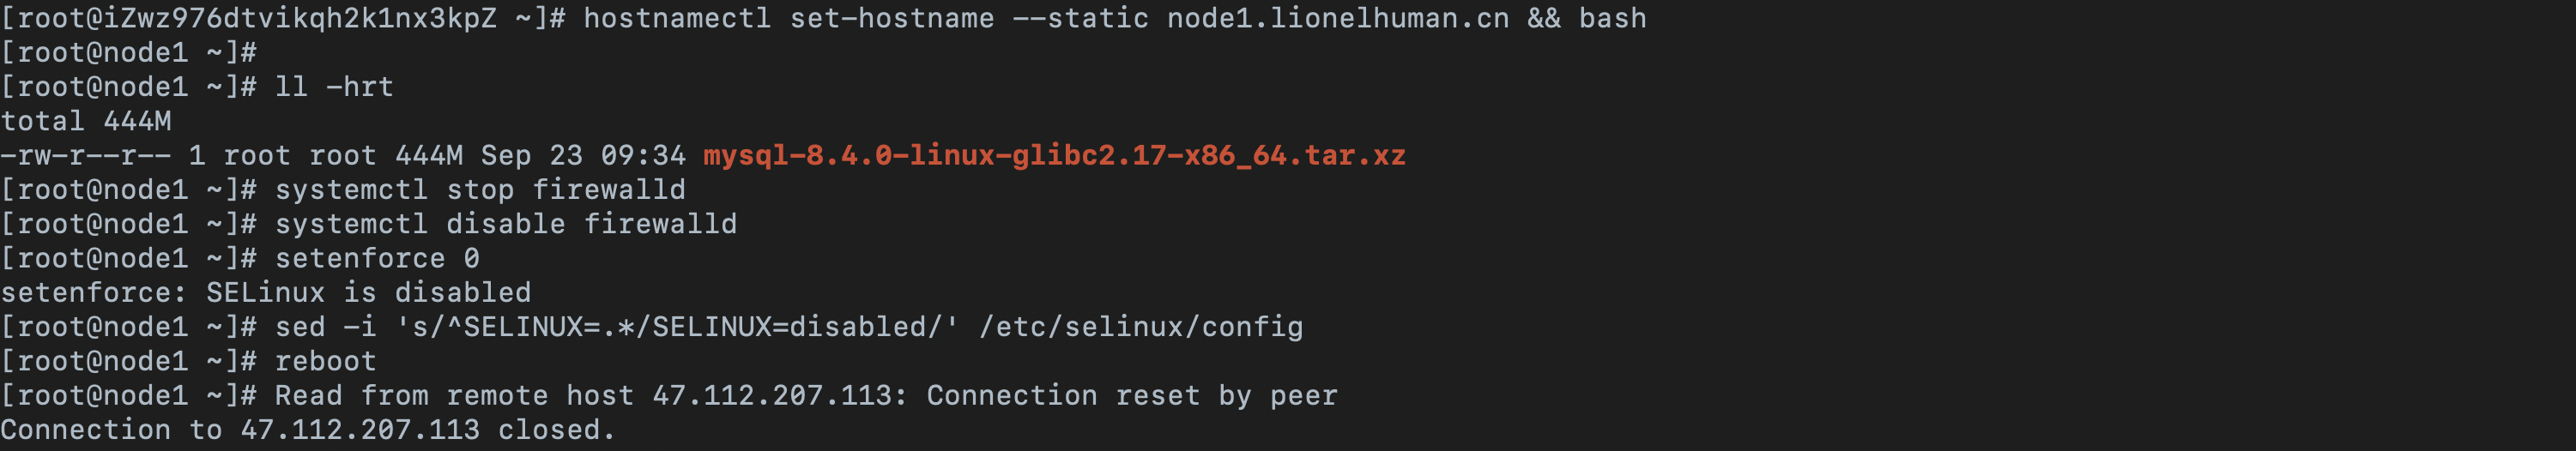 [root@iZwz976dtvikqh2k1nx3kpZ ~]# hostnamectl set-hostname --static node1.lionelhuman.cn && bash
[root@node1 ~]#
[root@node1 ~]# ll -hrt
total 444M
-rw-r--r-- 1 root root 444M Sep 23 09:34 mysql-8.4.0-linux-glibc2.17-x86_64.tar.xz
[root@node1 ~]# systemctl stop firewalld
[root@node1 ~]# systemctl disable firewalld
[root@node1 ~]# setenforce 0
setenforce: SELinux is disabled
[root@node1 ~]# sed -i 's/^SELINUX=.*/SELINUX=disabled/' /etc/selinux/config
[root@node1 ~]# reboot
[root@node1 ~]# Read from remote host 47.112.207.113: Connection reset by peer
Connection to 47.112.207.113 closed.